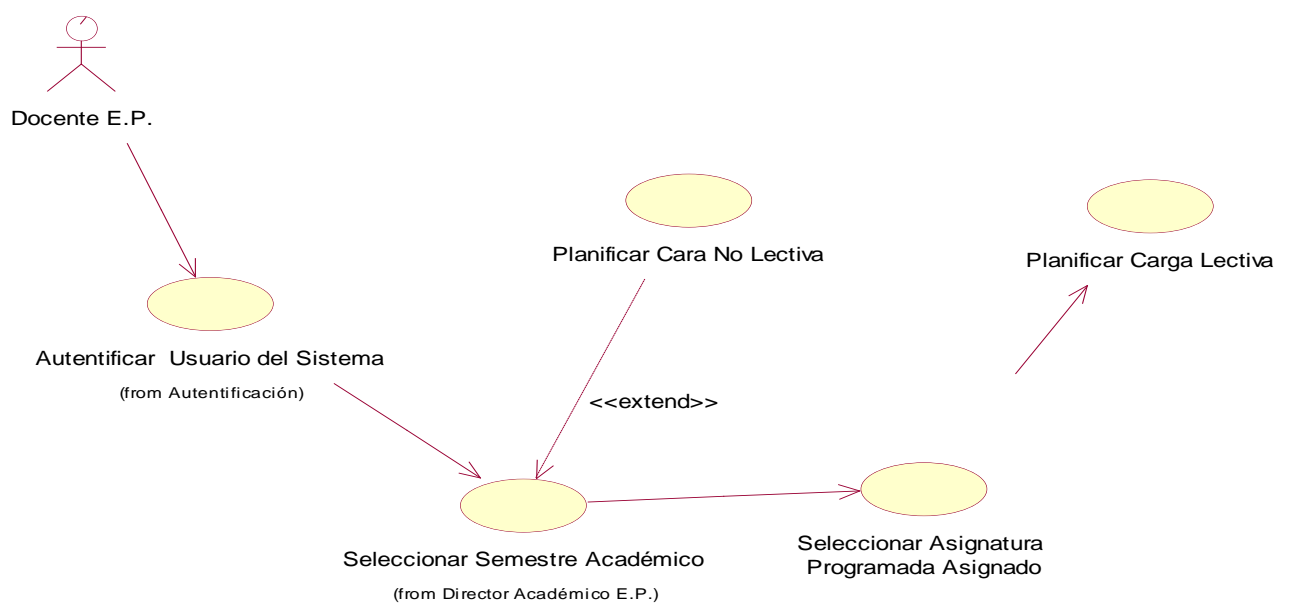 Docente E.P.
Planificar Cara No Lectiva
Planificar Carga Lectiva
Autentificar Usuario del Sistema
(from Autentificación)
<<extend>>
Seleccionar Semestre Académico
(from Director Académico E.P.)
Seleccionar Asignatura
Programada Asignado